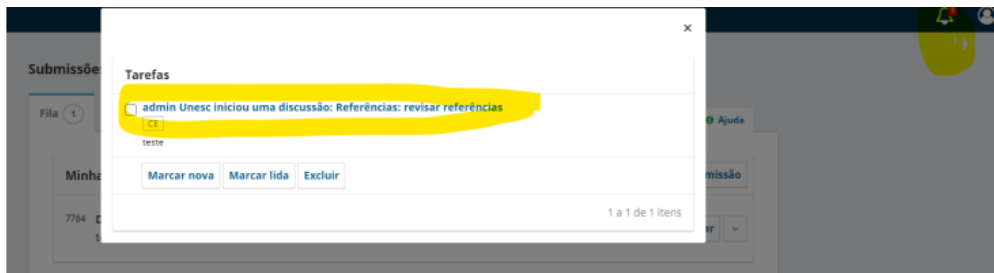 ×
Submissõe
Tarefas
admin Unesc iniciou uma discussão: Referências: revisar referências
Fila 1
CE
Ajuda
teste
Minha
Marcar nova Marcar lida Excluir
missão
1 a 1 de 1 itens
7784
ar